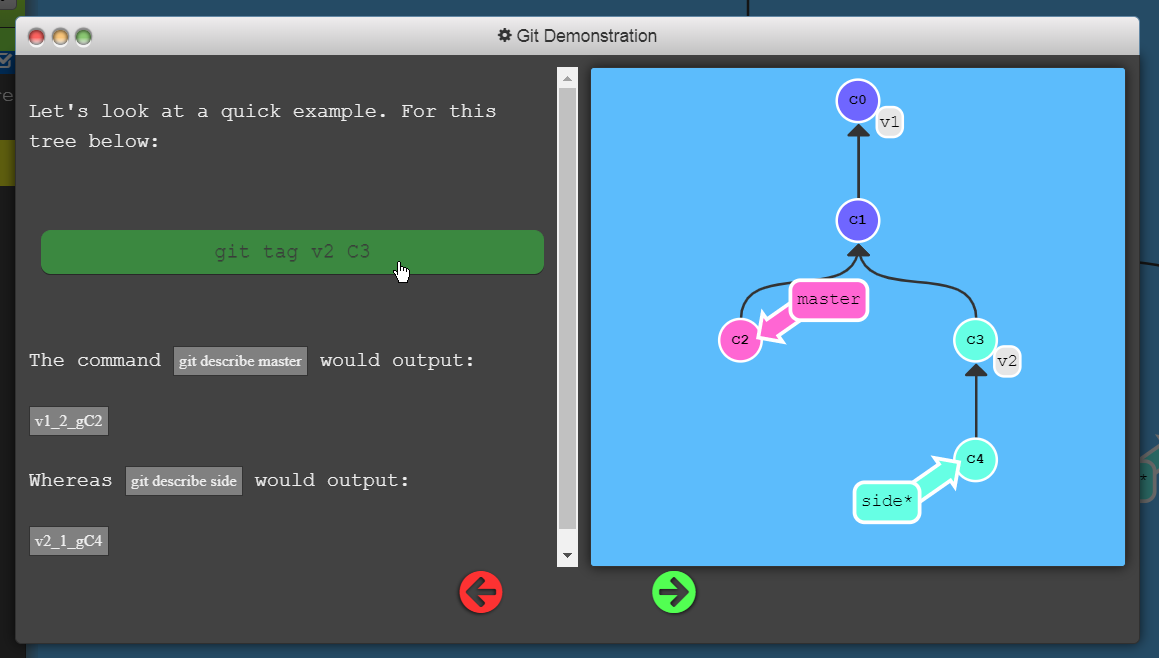 Git Demonstration
re
Let's look at a quick example. For this
tree below:
git tag v2 C3
The command git describe master would output:
v1_2_gC2
Whereas git describe side would output:
v2_1_gC4
C0
v1
C1
master
C2
C3
v2
C4
side*
*